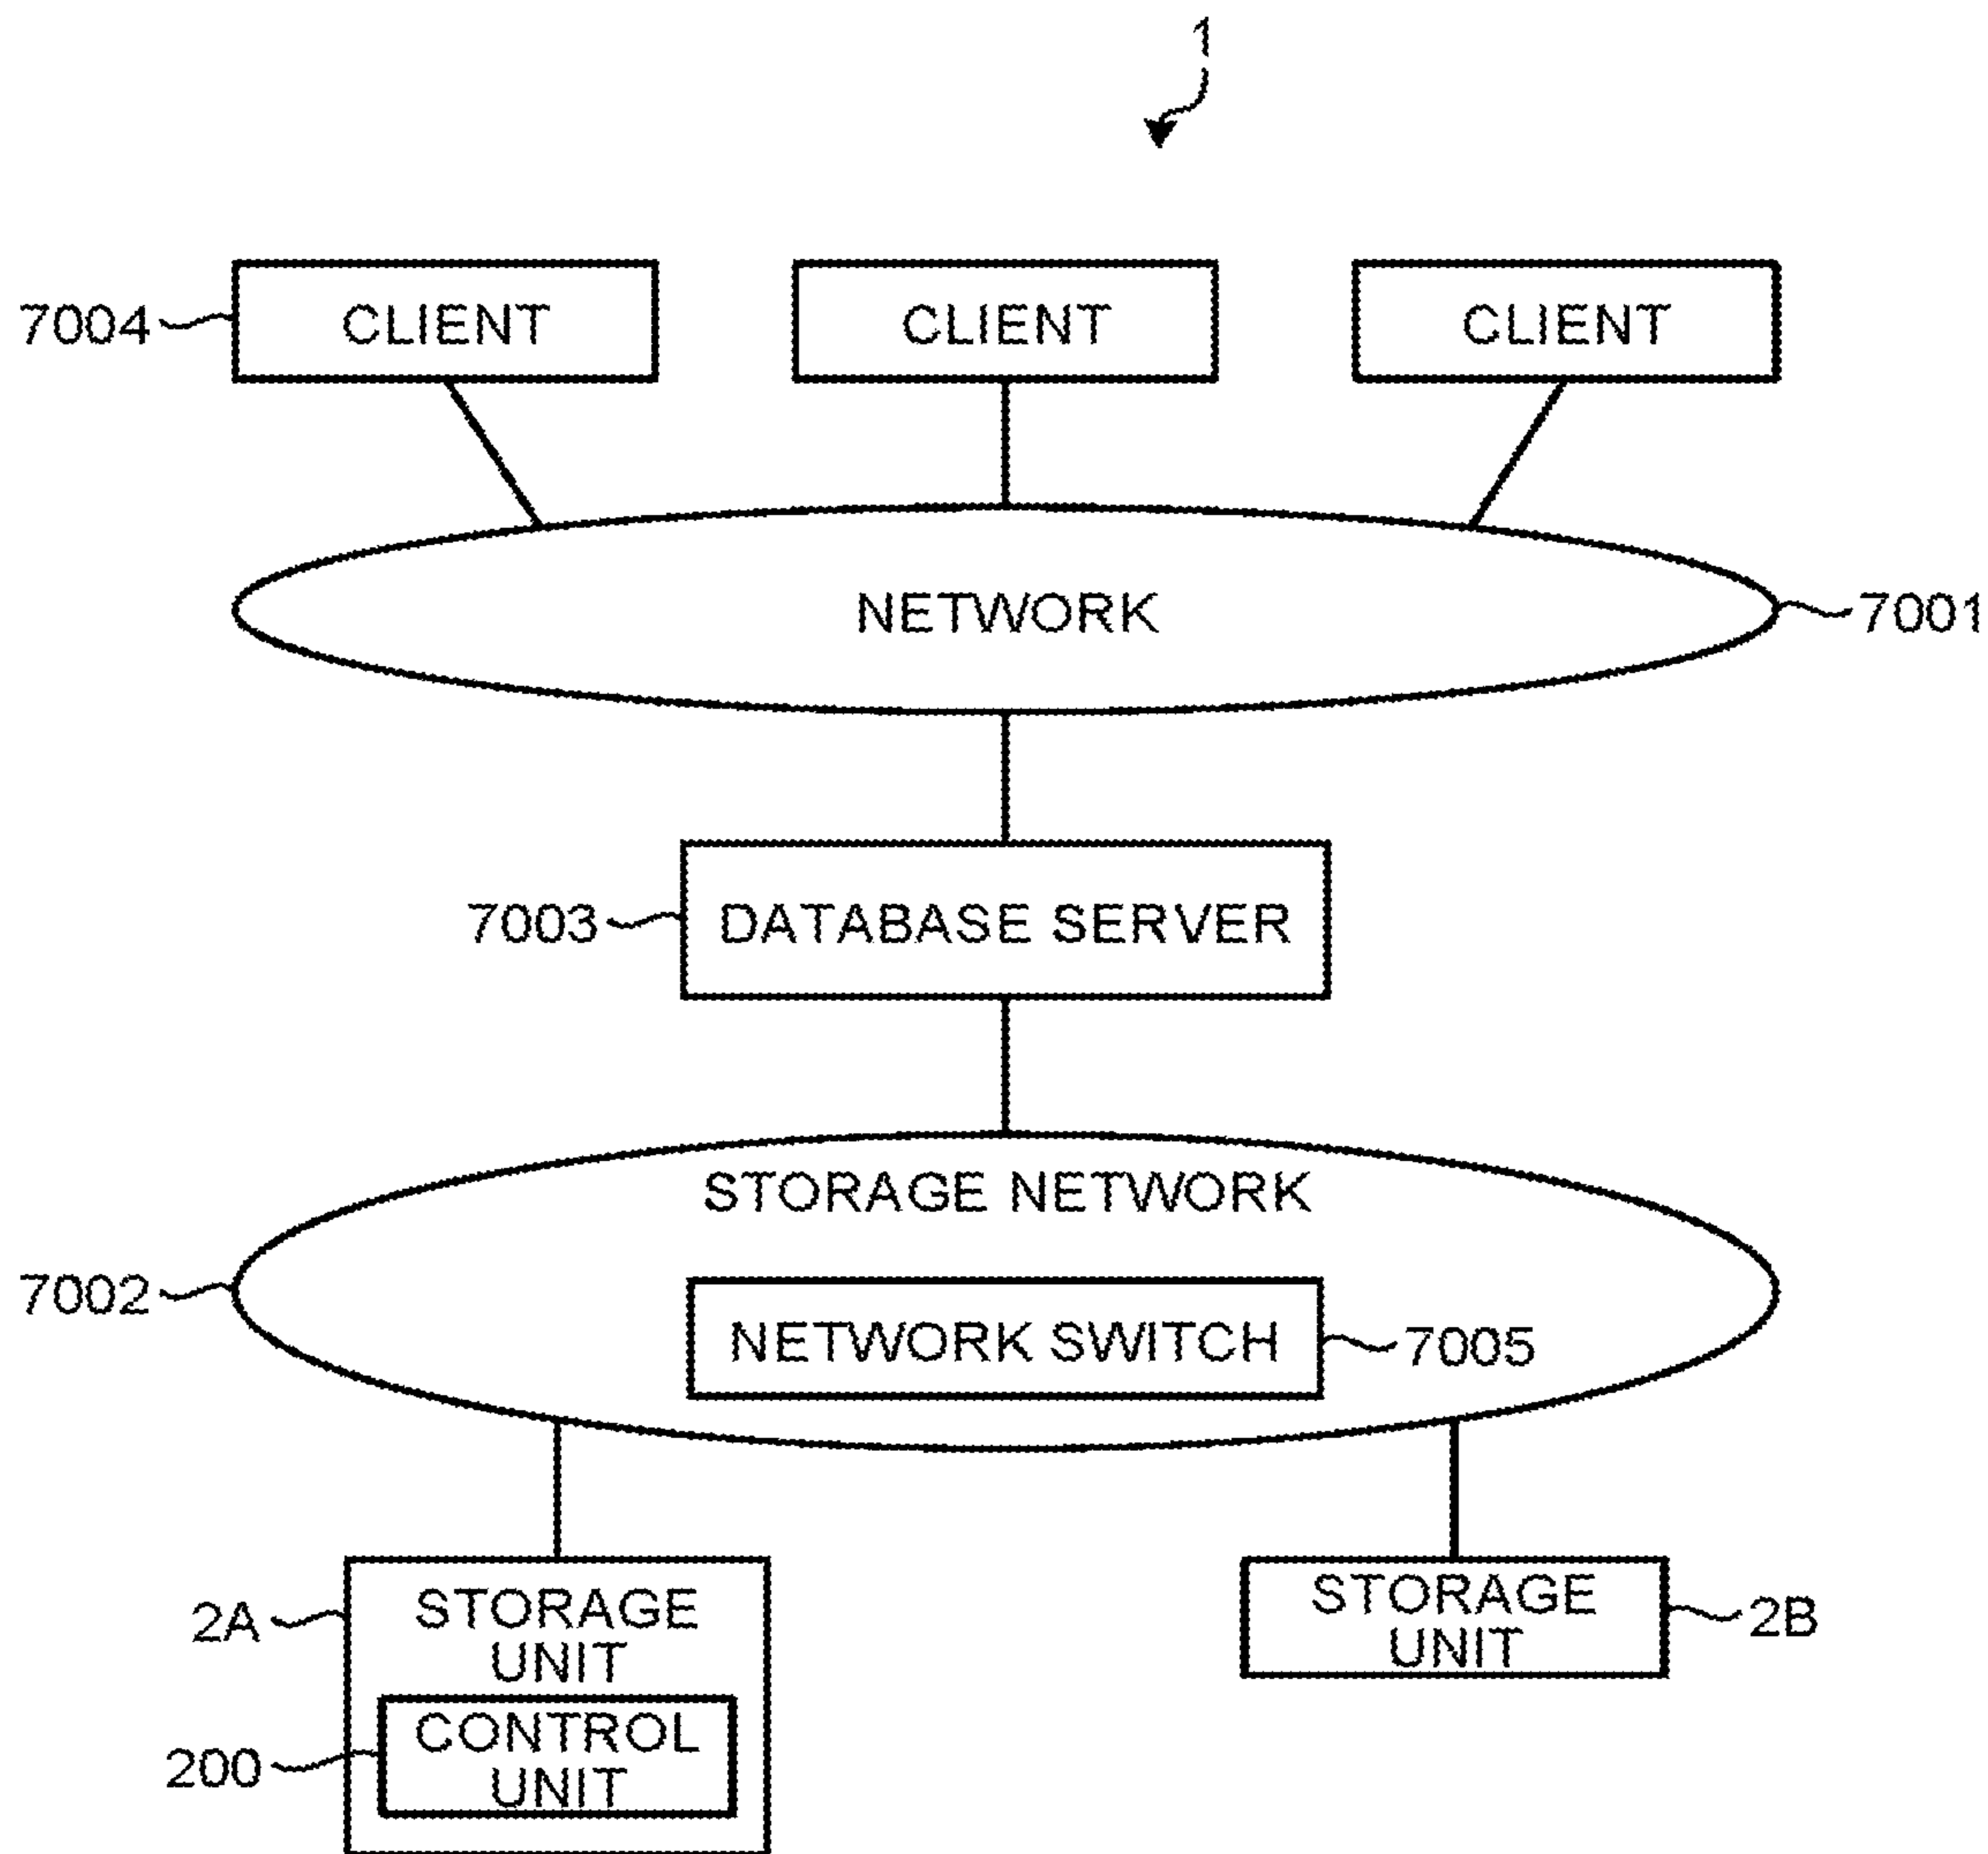 1
7004 CLIENT CLIENT CLIENT
NETWORK 7001
7003 DATABASE SERVER
STORAGE NETWORK
7002
NETWORK SWITCH 7005
2A STORAGE
UNIT
STORAGE
UNIT 2B
200 CONTROL
UNIT